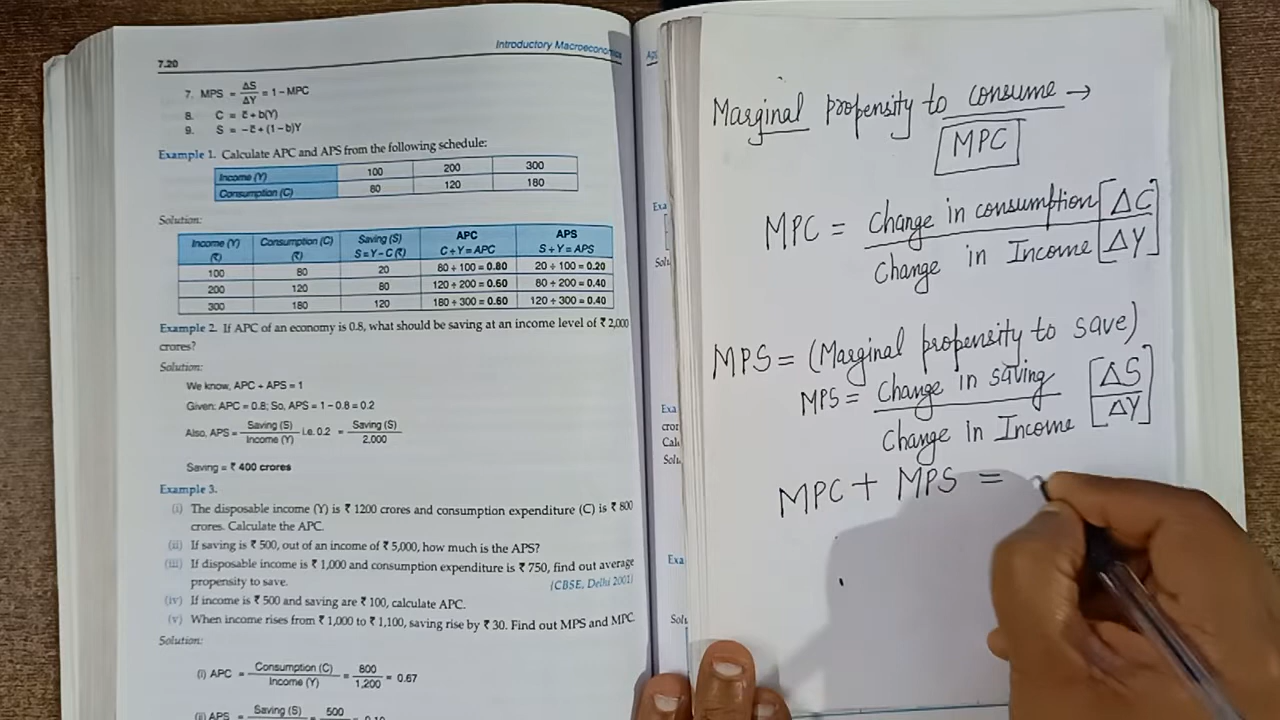 7.20
Introductory Macroeconomics
7. MPS = ΔS/ΔY = 1 – MPC
8. C = c̄ + b(Y)
9. S = –c̄ + (1–b)Y
Example 1. Calculate APC and APS from the following schedule:
Income (Y) 100 200 300
Consumption (C) 80 120 180
Solution:
Income (Y) (₹) Consumption (C) (₹) Saving (S) S = Y – C (₹) APC C ÷ Y = APC APS S ÷ Y = APS
100 80 20 80 ÷ 100 = 0.80 20 ÷ 100 = 0.20
200 120 80 120 ÷ 200 = 0.60 80 ÷ 200 = 0.40
300 180 120 180 ÷ 300 = 0.60 120 ÷ 300 = 0.40
Example 2. If APC of an economy is 0.8, what should be saving at an income level of ₹ 2,000
crores?
Solution:
We know, APC + APS = 1
Given: APC = 0.8; So, APS = 1 – 0.8 = 0.2
Also, APS = Saving (S)/Income (Y) i.e. 0.2 = Saving (S)/2,000
Saving = ₹ 400 crores
Example 3.
(i) The disposable income (Y) is ₹ 1200 crores and consumption expenditure (C) is ₹ 800
crores. Calculate the APC.
(ii) If saving is ₹ 500, out of an income of ₹ 5,000, how much is the APS?
(iii) If disposable income is ₹ 1,000 and consumption expenditure is ₹ 750, find out average
propensity to save.
(CBSE, Delhi 2001)
(iv) If income is ₹ 500 and saving are ₹ 100, calculate APC.
(v) When income rises from ₹ 1,000 to ₹ 1,100, saving rise by ₹ 30. Find out MPS and MPC.
Solution:
(i) APC = Consumption (C)/Income (Y) = 800/1,200 = 0.67
(ii) APS = Saving (S) = 500
Marginal propensity to consume →
MPC
MPC = Change in consumption [ΔC]
Change in Income [ΔY]
MPS = (Marginal propensity to save)
MPS = Change in saving [ΔS]
Change in Income [ΔY]
MPC + MPS =